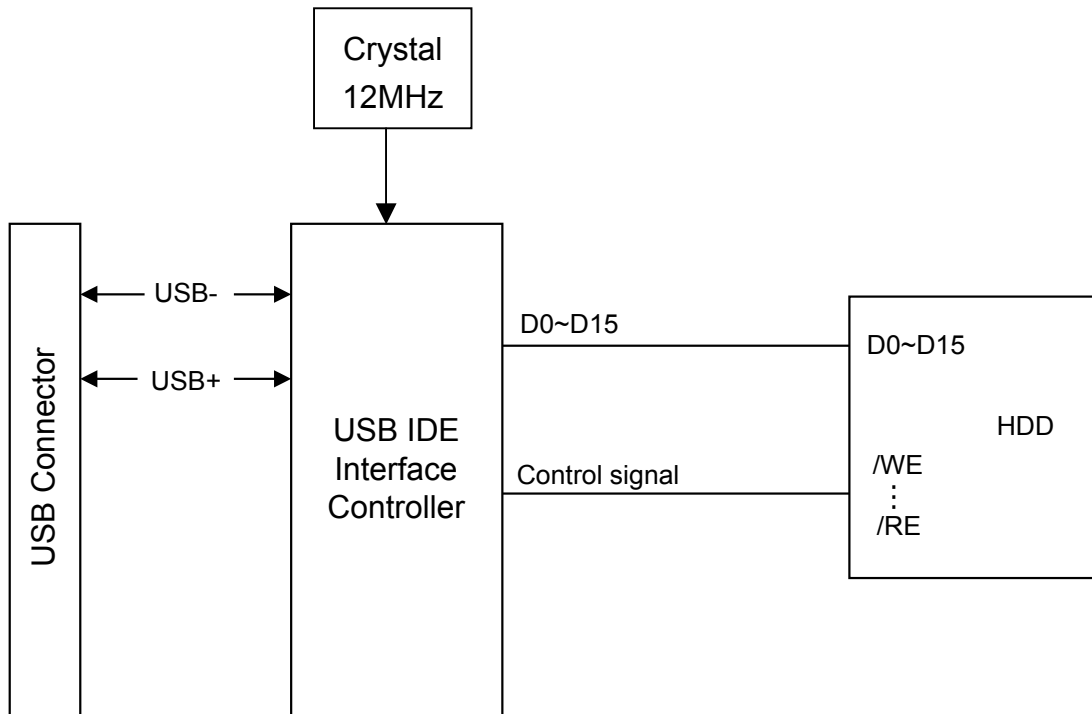 Crystal
12MHz
USB Connector
USB-
USB+
USB IDE
Interface
Controller
D0~D15
Control signal
D0~D15
HDD
/WE
/RE